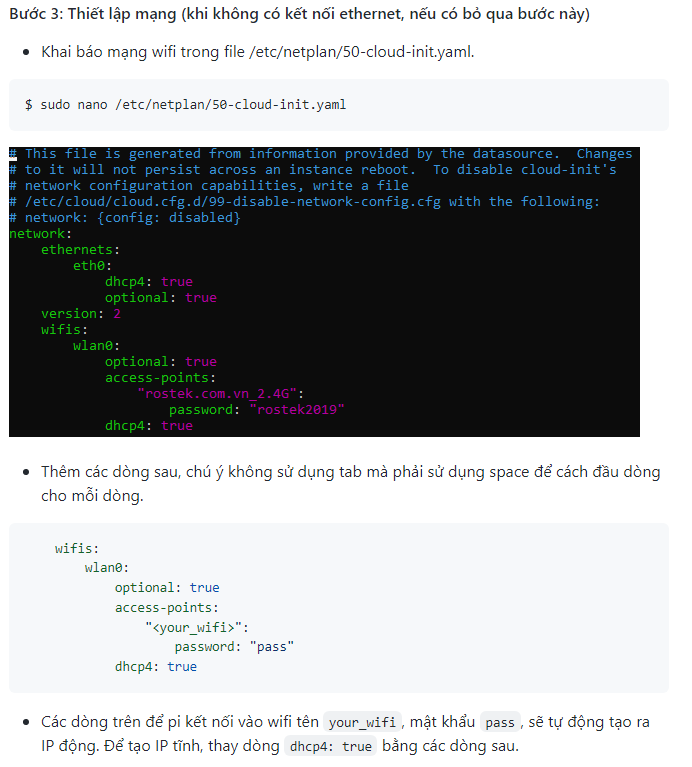 Bước 3: Thiết lập mạng (khi không có kết nối ethernet, nếu có bỏ qua bước này)
Khai báo mạng wifi trong file /etc/netplan/50-cloud-init.yaml.
$ sudo nano /etc/netplan/50-cloud-init.yaml
# This file is generated from information provided by the datasource.  Changes
# to it will not persist across an instance reboot.  To disable cloud-init's
# network configuration capabilities, write a file
# /etc/cloud/cloud.cfg.d/99-disable-network-config.cfg with the following:
# network: {config: disabled}
network:
    ethernets:
        eth0:
            dhcp4: true
            optional: true
    version: 2
    wifis:
        wlan0:
            optional: true
            access-points:
                "rostek.com.vn_2.4G":
                    password: "rostek2019"
            dhcp4: true
Thêm các dòng sau, chú ý không sử dụng tab mà phải sử dụng space để cách đầu dòng
cho mỗi dòng.
    wifis:
        wlan0:
            optional: true
            access-points:
                "<your_wifi>":
                    password: "pass"
            dhcp4: true
Các dòng trên để pi kết nối vào wifi tên your_wifi, mật khẩu pass, sẽ tự động tạo ra
IP động. Để tạo IP tĩnh, thay dòng dhcp4: true bằng các dòng sau.